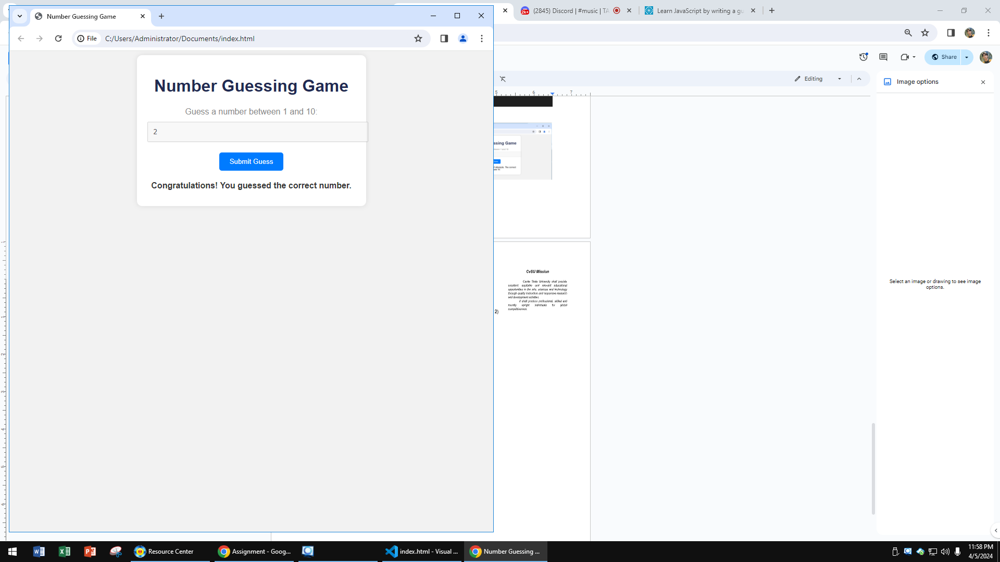 Number Guessing Game
(2845) Discord | #music | TA
Learn JavaScript by writing a gu
File
C:/Users/Administrator/Documents/index.html
Number Guessing Game
Guess a number between 1 and 10:
2
Submit Guess
Congratulations! You guessed the correct number.
Share
Editing
5 6 7
Image options
Select an image or drawing to see image
options.
ssing Game
CvSU Mission
Cavite State University shall provide
excellent, equitable and relevant educational
opportunities in the arts, sciences and technology
through quality instruction and responsive research
and development activities.
It shall produce professional, skilled and
morally upright individuals for global
competitiveness.
2)
Resource Center
Assignment - Goog...
index.html - Visual ...
Number Guessing ...
11:58 PM
4/5/2024